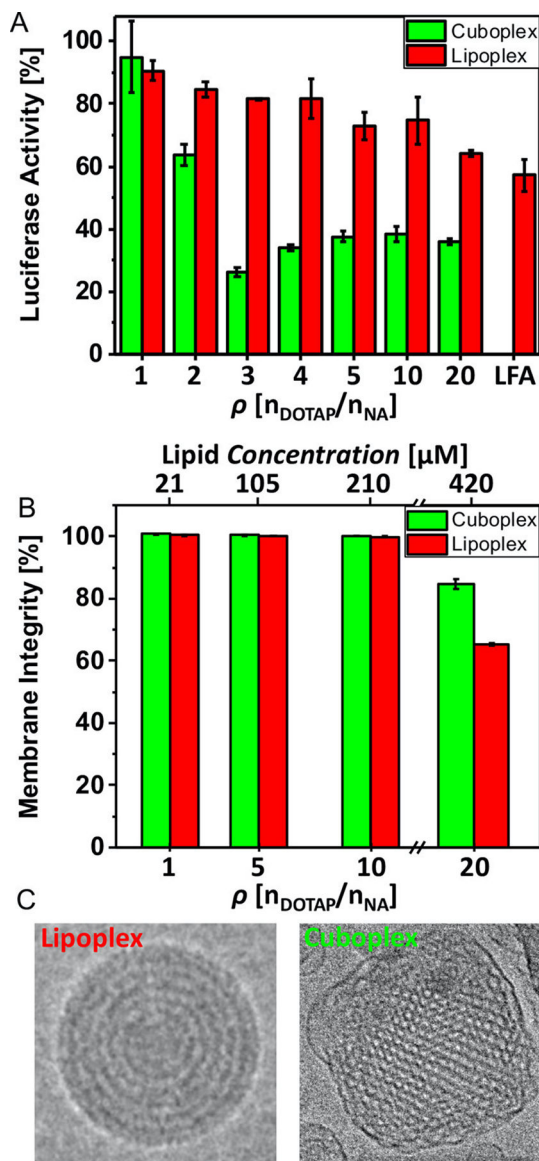 A
Luciferase Activity [%]
100
80
60
40
20
0
Cuboplex
Lipoplex
1 2 3 4 5 10 20 LFA
ρ [nDOTAP/nNA]
Lipid Concentration [µM]
21 105 210 420
B
Membrane Integrity [%]
100
80
60
40
20
0
Cuboplex
Lipoplex
1 5 10 20
ρ [nDOTAP/nNA]
C
Lipoplex
Cuboplex